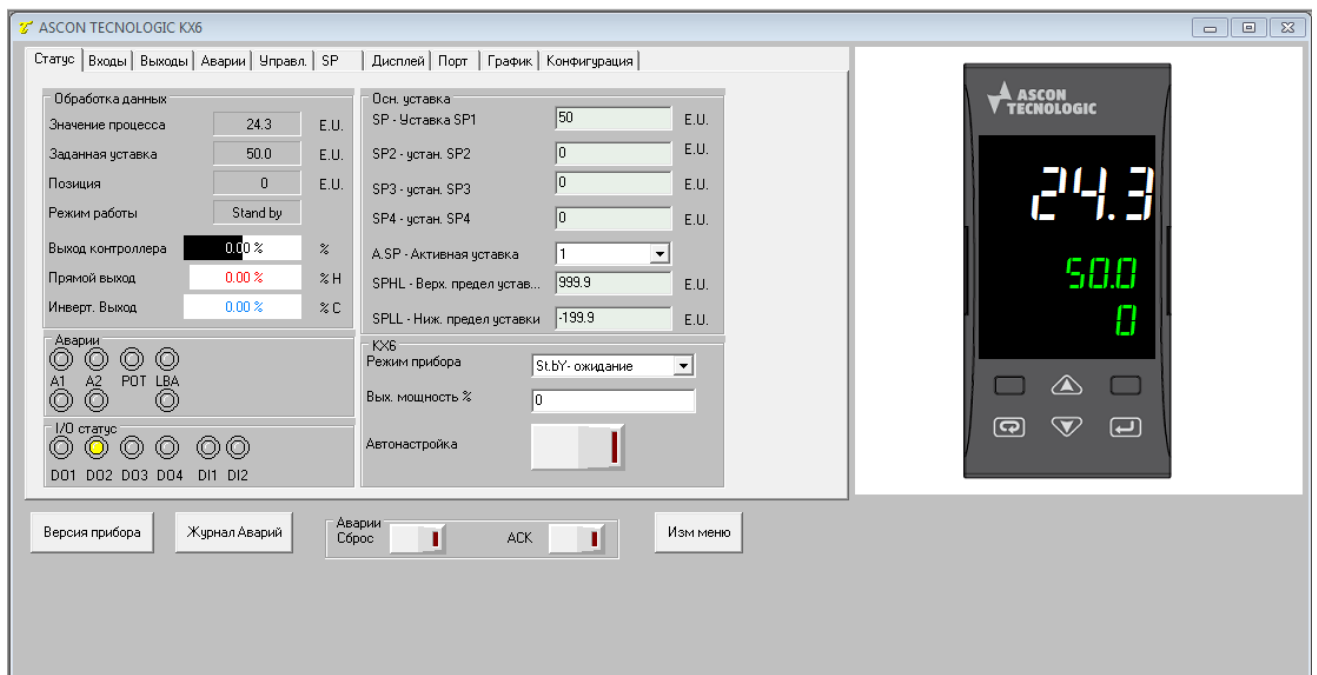 ASCON TECNOLOGIC KX6
Статус Входы Выходы Аварии Управл. SP Дисплей Порт График Конфигурация
Обработка данных
Значение процесса 24.3 E.U.
Заданная уставка 50.0 E.U.
Позиция 0 E.U.
Режим работы Stand by
Выход контроллера 0.00 % %
Прямой выход 0.00 % % H
Инверт. Выход 0.00 % % C
Аварии
A1 A2 POT LBA
I/O статус
DO1 DO2 DO3 DO4 DI1 DI2
Осн. уставка
SP - Уставка SP1 50 E.U.
SP2 - устан. SP2 0 E.U.
SP3 - устан. SP3 0 E.U.
SP4 - устан. SP4 0 E.U.
A.SP - Активная уставка 1
SPHL - Верх. предел устав... 999.9 E.U.
SPLL - Ниж. предел уставки -199.9 E.U.
KX6
Режим прибора St.bY- ожидание
Вых. мощность % 0
Автонастройка
ASCON
TECNOLOGIC
24.3
50.0
0
Версия прибора Журнал Аварий
Аварии
Сброс ACK
Изм меню